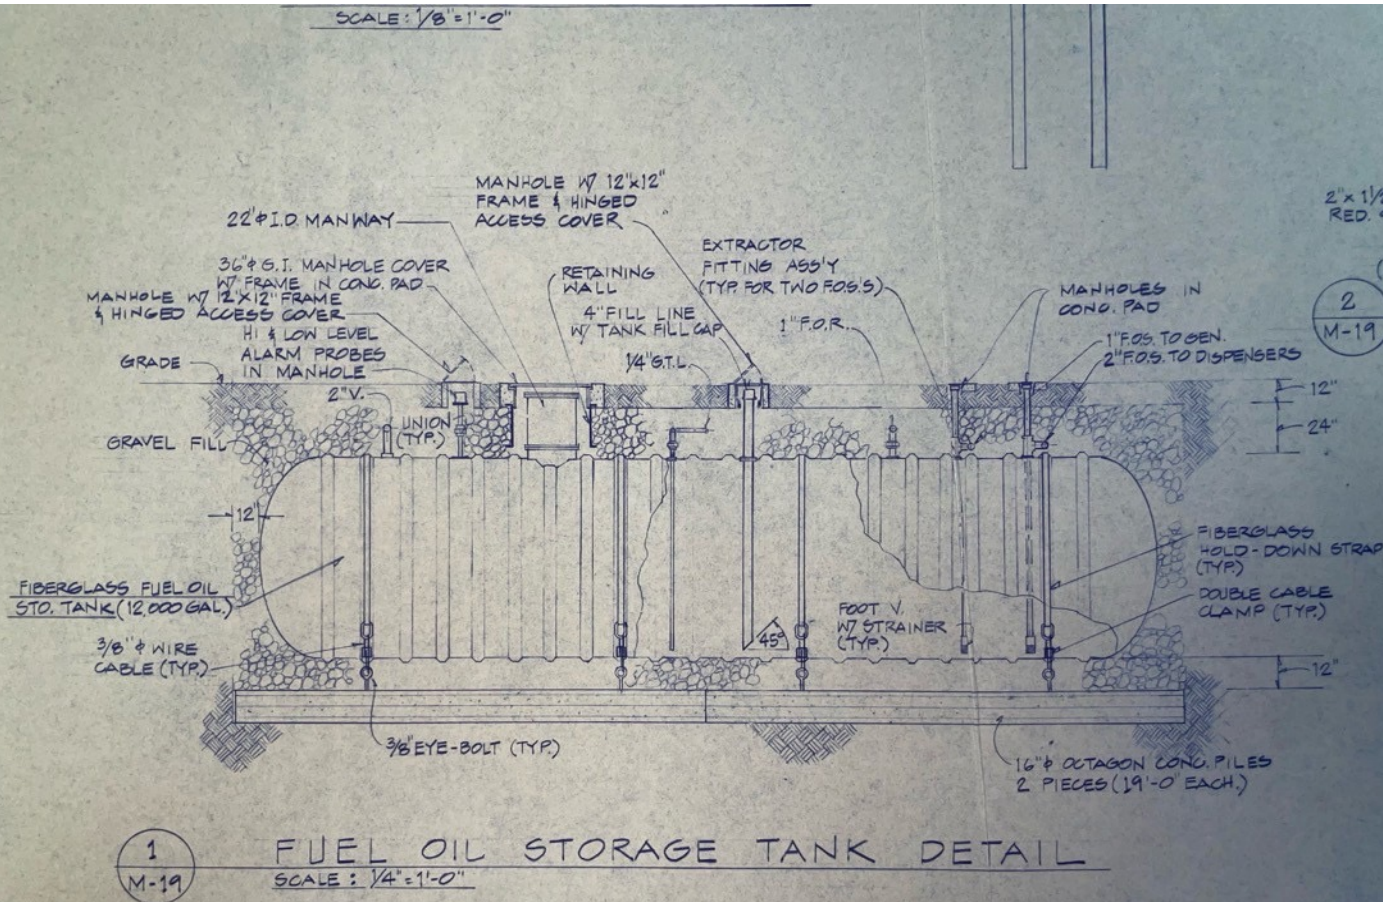 SCALE: 1/8"=1'-0"
MANHOLE W/ 12"x12"
FRAME & HINGED
ACCESS COVER
22"φ I.D. MANWAY
36"φ G.I. MANHOLE COVER
W/ FRAME IN CONC. PAD
MANHOLE W/ 12"x12" FRAME
& HINGED ACCESS COVER
HI & LOW LEVEL
ALARM PROBES
IN MANHOLE
GRADE
2"V.
UNION
(TYP.)
GRAVEL FILL
RETAINING
WALL
4" FILL LINE
W/ TANK FILL CAP
1/4"G.T.L.
EXTRACTOR
FITTING ASS'Y
(TYP. FOR TWO F.O.S.'S)
1"F.O.R.
MANHOLES IN
CONC. PAD
1"F.O.S. TO GEN.
2"F.O.S. TO DISPENSERS
2"x
RED.
2
M-19
12"
24"
12"
FIBERGLASS FUEL OIL
STO. TANK (12,000 GAL.)
3/8"φ WIRE
CABLE (TYP.)
45°
FOOT V.
W/ STRAINER
(TYP.)
FIBERGLASS
HOLD-DOWN STRAP
(TYP.)
DOUBLE CABLE
CLAMP (TYP.)
12"
3/8"EYE-BOLT (TYP.)
16"φ OCTAGON CONC. PILES
2 PIECES (19'-0" EACH.)
1
M-19
FUEL OIL STORAGE TANK DETAIL
SCALE: 1/4"=1'-0"